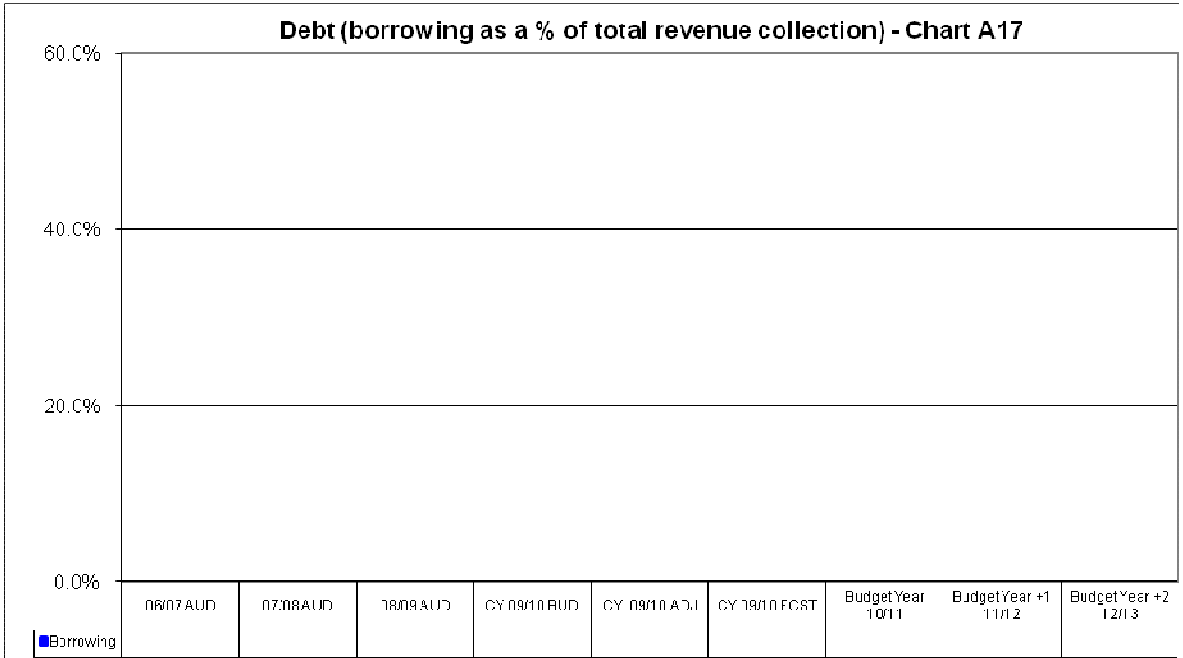 Debt (borrowing as a % of total revenue collection) - Chart A17
60.0%
40.0%
20.0%
0.0%
06/07 AUD
07/08 AUD
08/09 AUD
CY 09/10 BUD
CY 09/10 ADJ
CY 09/10 FCST
Budget Year
10/11
Budget Year +1
11/12
Budget Year +2
12/13
Borrowing